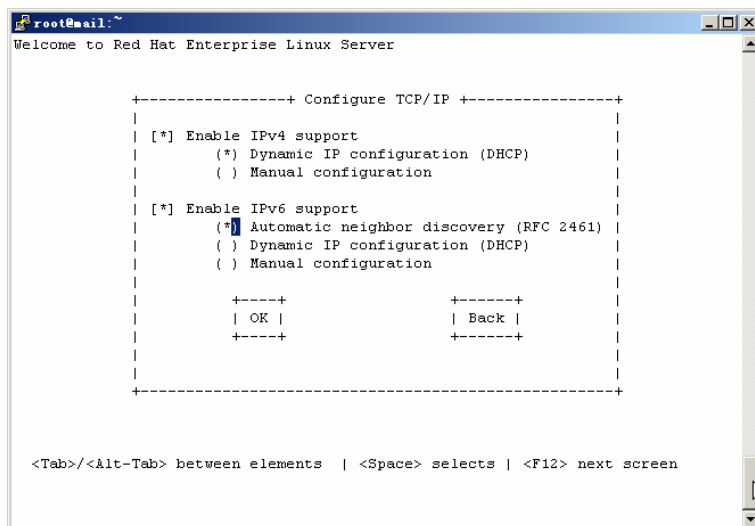 root@mail:~
Welcome to Red Hat Enterprise Linux Server
+----------------+ Configure TCP/IP +----------------+
[*] Enable IPv4 support
(*) Dynamic IP configuration (DHCP)
( ) Manual configuration
[*] Enable IPv6 support
(*) Automatic neighbor discovery (RFC 2461)
( ) Dynamic IP configuration (DHCP)
( ) Manual configuration
+----+ +------+
| OK | | Back |
+----+ +------+
+-----------------------------------------------------+
<Tab>/<Alt-Tab> between elements | <Space> selects | <F12> next screen